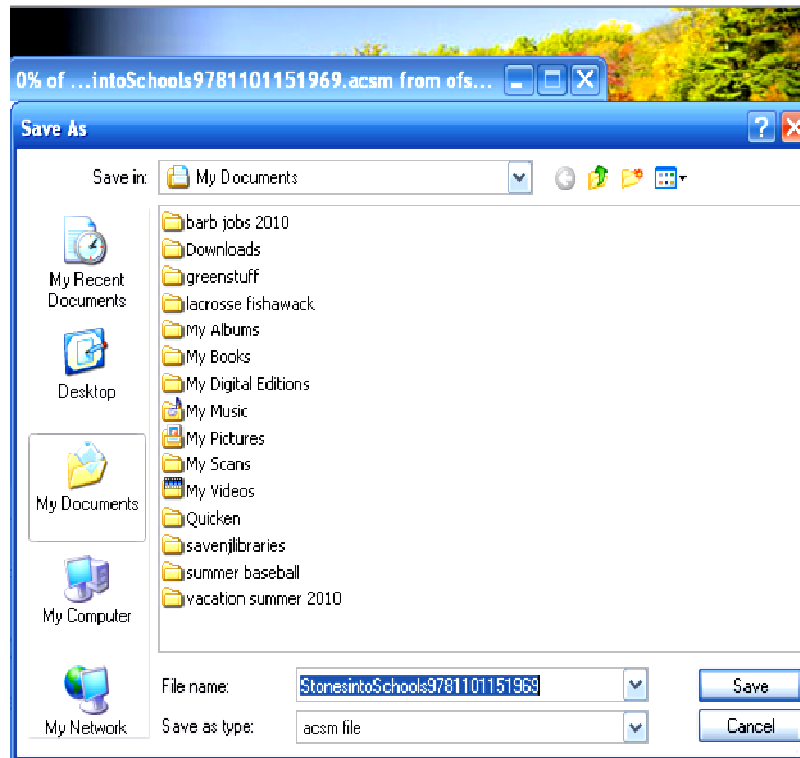 0% of ...intoSchools9781101151969.acsm from ofs...
Save As
Save in:
My Documents
My Recent
Documents
Desktop
My Documents
My Computer
My Network
barb jobs 2010
Downloads
greenstuff
lacrosse fishawack
My Albums
My Books
My Digital Editions
My Music
My Pictures
My Scans
My Videos
Quicken
savenjlibraries
summer baseball
vacation summer 2010
File name:
StonesintoSchools9781101151969
Save
Save as type:
acsm file
Cancel